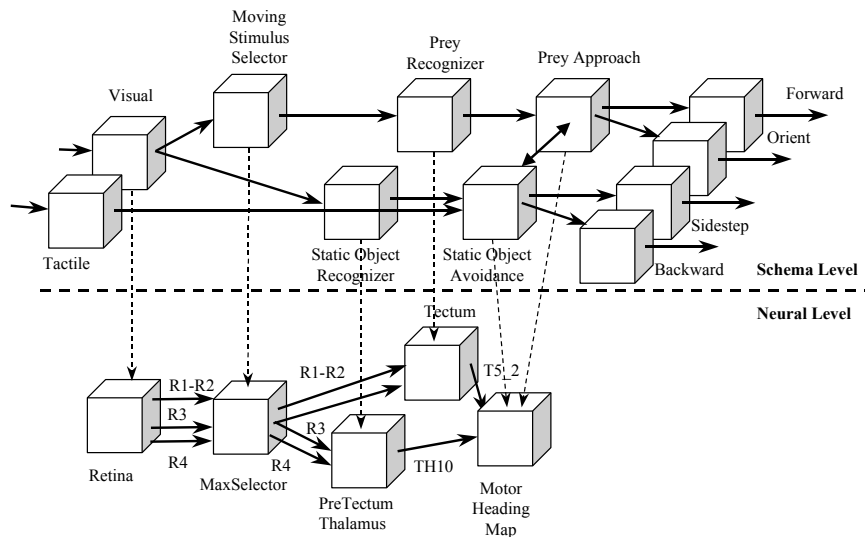 Moving
Stimulus
Selector
Prey
Recognizer
Prey Approach
Visual
Forward
Orient
Tactile
Static Object
Recognizer
Static Object
Avoidance
Sidestep
Backward
Schema Level
Neural Level
Tectum
R1-R2
R3
R4
R1-R2
R3
R4
T5_2
TH10
Retina
MaxSelector
PreTectum
Thalamus
Motor
Heading
Map